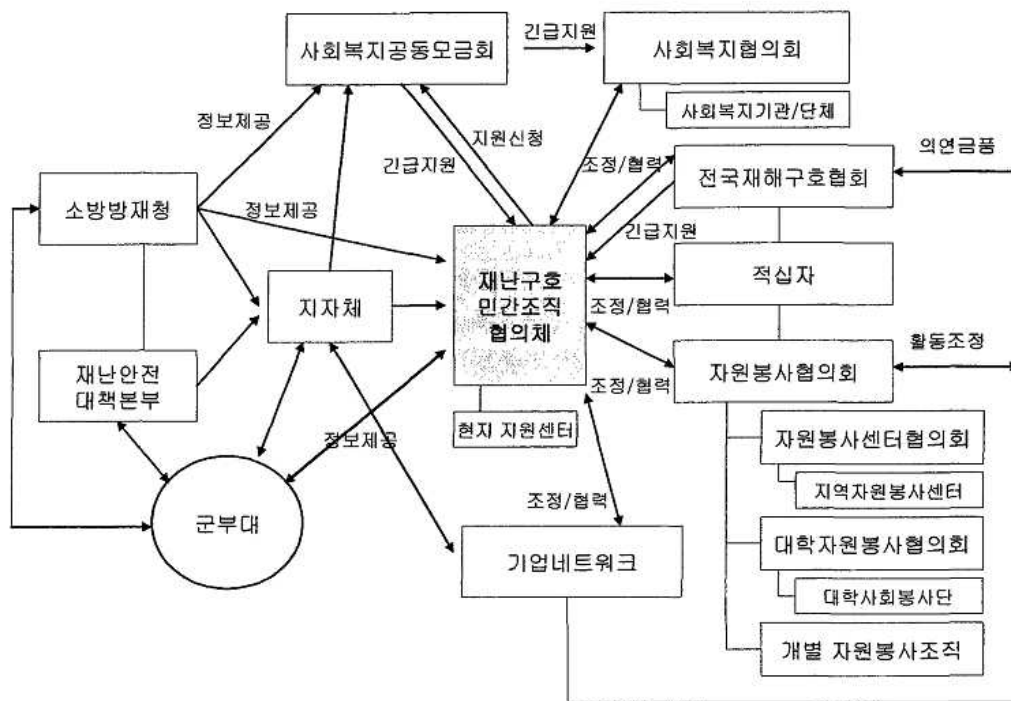 사회복지공동모금회
긴급지원
사회복지협의회
사회복지기관/단체
정보제공
지원신청
긴급지원
조정/협력
의연금품
전국재해구호협회
소방방재청
정보제공
긴급지원
재난구호
민간조직
협의체
적십자
지자체
조정/협력
활동조정
자원봉사협의회
재난안전
대책본부
조정/협력
현지 지원센터
정보제공
자원봉사센터협의회
지역자원봉사센터
군부대
조정/협력
기업네트워크
대학자원봉사협의회
대학사회봉사단
개별 자원봉사조직